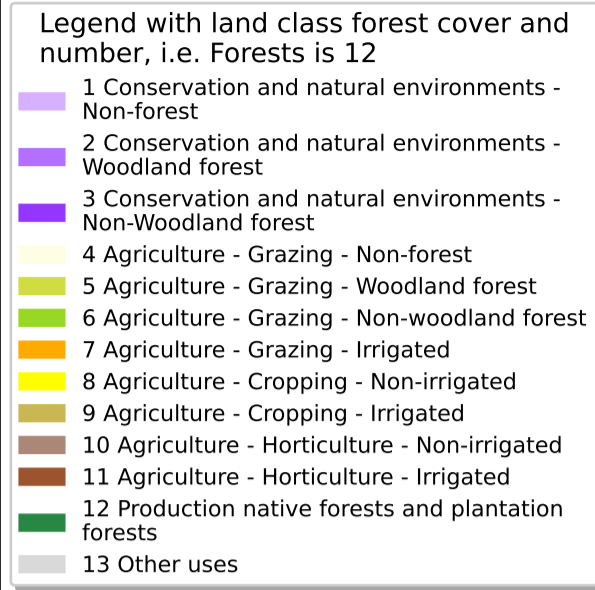 Legend with land class forest cover and
number, i.e. Forests is 12
1 Conservation and natural environments -
Non-forest
2 Conservation and natural environments -
Woodland forest
3 Conservation and natural environments -
Non-Woodland forest
4 Agriculture - Grazing - Non-forest
5 Agriculture - Grazing - Woodland forest
6 Agriculture - Grazing - Non-woodland forest
7 Agriculture - Grazing - Irrigated
8 Agriculture - Cropping - Non-irrigated
9 Agriculture - Cropping - Irrigated
10 Agriculture - Horticulture - Non-irrigated
11 Agriculture - Horticulture - Irrigated
12 Production native forests and plantation
forests
13 Other uses